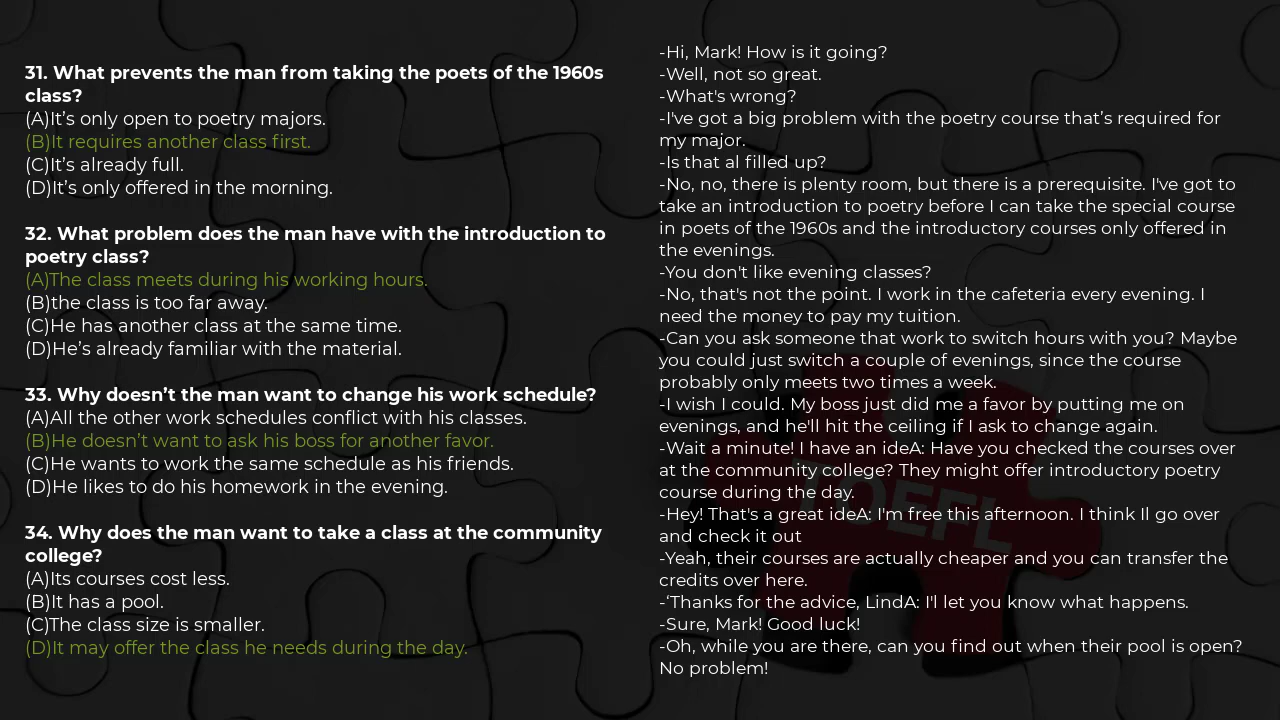 31. What prevents the man from taking the poets of the 1960s
class?
(A)It’s only open to poetry majors.
(B)It requires another class first.
(C)It’s already full.
(D)It’s only offered in the morning.
32. What problem does the man have with the introduction to
poetry class?
(A)The class meets during his working hours.
(B)the class is too far away.
(C)He has another class at the same time.
(D)He’s already familiar with the material.
33. Why doesn’t the man want to change his work schedule?
(A)All the other work schedules conflict with his classes.
(B)He doesn’t want to ask his boss for another favor.
(C)He wants to work the same schedule as his friends.
(D)He likes to do his homework in the evening.
34. Why does the man want to take a class at the community
college?
(A)Its courses cost less.
(B)It has a pool.
(C)The class size is smaller.
(D)It may offer the class he needs during the day.
-Hi, Mark! How is it going?
-Well, not so great.
-What's wrong?
-I've got a big problem with the poetry course that’s required for
my major.
-Is that al filled up?
-No, no, there is plenty room, but there is a prerequisite. I've got to
take an introduction to poetry before I can take the special course
in poets of the 1960s and the introductory courses only offered in
the evenings.
-You don't like evening classes?
-No, that's not the point. I work in the cafeteria every evening. I
need the money to pay my tuition.
-Can you ask someone that work to switch hours with you? Maybe
you could just switch a couple of evenings, since the course
probably only meets two times a week.
-I wish I could. My boss just did me a favor by putting me on
evenings, and he'll hit the ceiling if I ask to change again.
-Wait a minute! I have an ideA: Have you checked the courses over
at the community college? They might offer introductory poetry
course during the day.
-Hey! That's a great ideA: I'm free this afternoon. I think Il go over
and check it out
-Yeah, their courses are actually cheaper and you can transfer the
credits over here.
-‘Thanks for the advice, LindA: I'l let you know what happens.
-Sure, Mark! Good luck!
-Oh, while you are there, can you find out when their pool is open?
No problem!
TOEFL